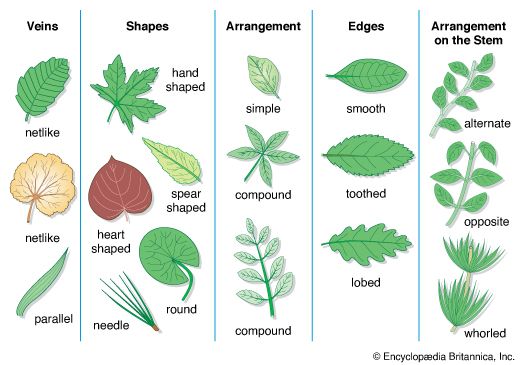 Veins
netlike
netlike
parallel
Shapes
hand
shaped
spear
shaped
heart
shaped
round
needle
Arrangement
simple
compound
compound
Edges
smooth
toothed
lobed
Arrangement
on the Stem
alternate
opposite
whorled
© Encyclopædia Britannica, Inc.